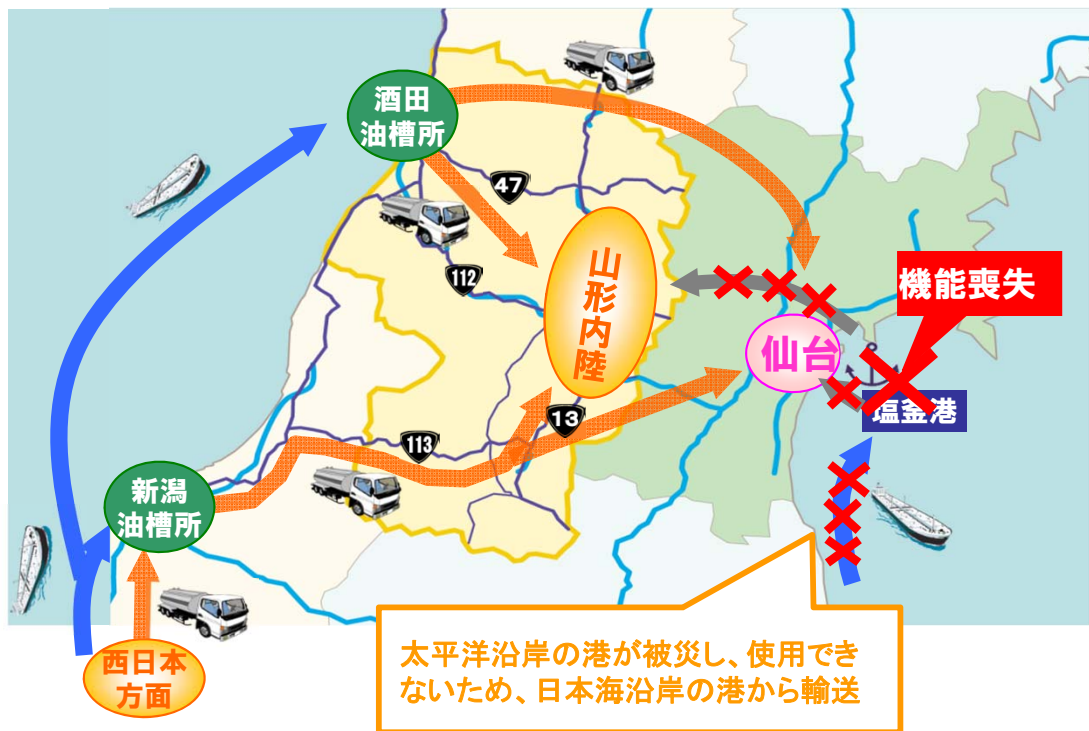 酒田
油槽所
47
112
山形内陸
機能喪失
仙台
塩釜港
13
113
新潟
油槽所
西日本
方面
太平洋沿岸の港が被災し、使用でき
ないため、日本海沿岸の港から輸送